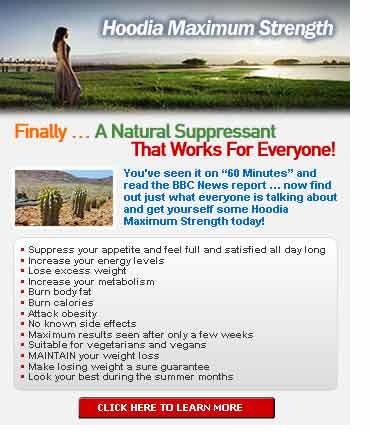 Hoodia Maximum Strength
Finally ... A Natural Suppressant
That Works For Everyone!
You've seen it on "60 Minutes" and
read the BBC News report ... now find
out just what everyone is talking about
and get yourself some Hoodia
Maximum Strength today!
Suppress your appetite and feel full and satisfied all day long
Increase your energy levels
Lose excess weight
Increase your metabolism
Burn body fat
Burn calories
Attack obesity
No known side effects
Maximum results seen after only a few weeks
Suitable for vegetarians and vegans
MAINTAIN your weight loss
Make losing weight a sure guarantee
Look your best during the summer months
CLICK HERE TO LEARN MORE